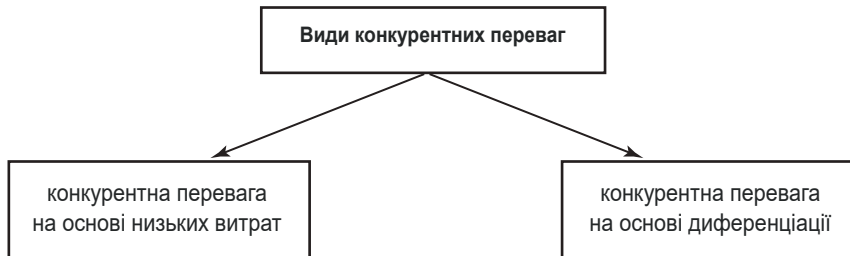 Види конкурентних переваг
конкурентна перевага
на основі низьких витрат
конкурентна перевага
на основі диференціації